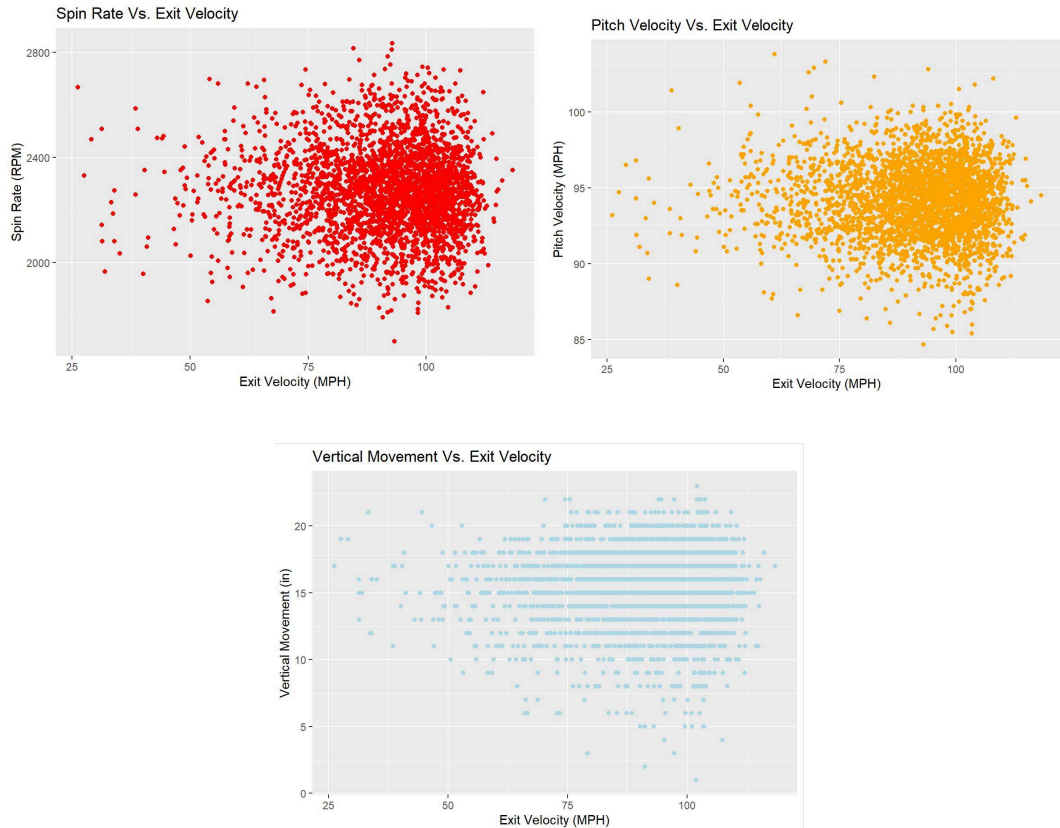 Spin Rate Vs. Exit Velocity
Spin Rate (RPM)
2800
2400
2000
25 50 75 100
Exit Velocity (MPH)
Pitch Velocity Vs. Exit Velocity
Pitch Velocity (MPH)
100
95
90
85
25 50 75 100
Exit Velocity (MPH)
Vertical Movement Vs. Exit Velocity
Vertical Movement (in)
20
15
10
5
0
25 50 75 100
Exit Velocity (MPH)